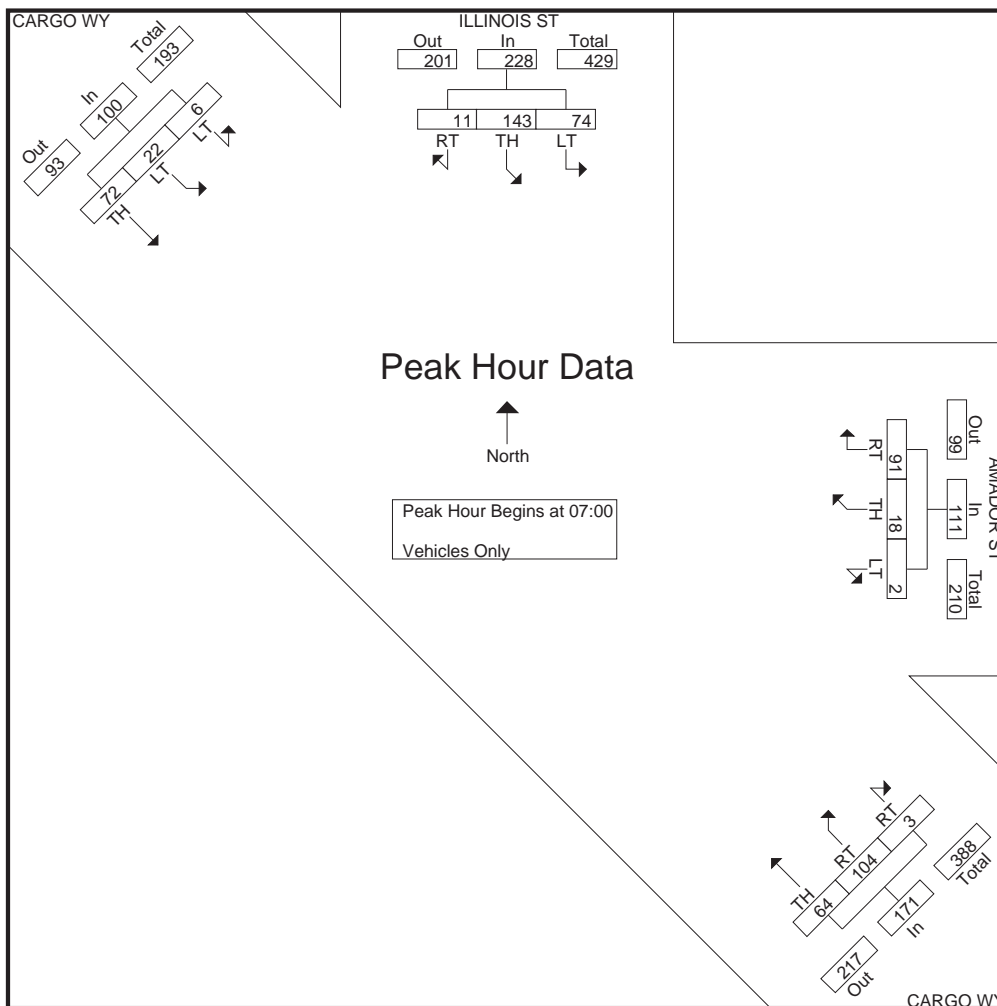 CARGO WY
Total
193
In
100
Out
93
6
22
72
LT
LT
TH
ILLINOIS ST
Out In Total
201 228 429
11 143 74
RT TH LT
Peak Hour Data
North
Peak Hour Begins at 07:00
Vehicles Only
AMADOR ST
Out
99
In
111
Total
210
91
18
2
RT
TH
LT
RT
RT
TH
3
104
64
388
Total
171
In
217
Out
CARGO WY